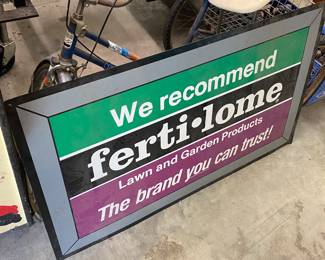 We recommend
ferti·lome
Lawn and Garden Products
The brand you can trust!